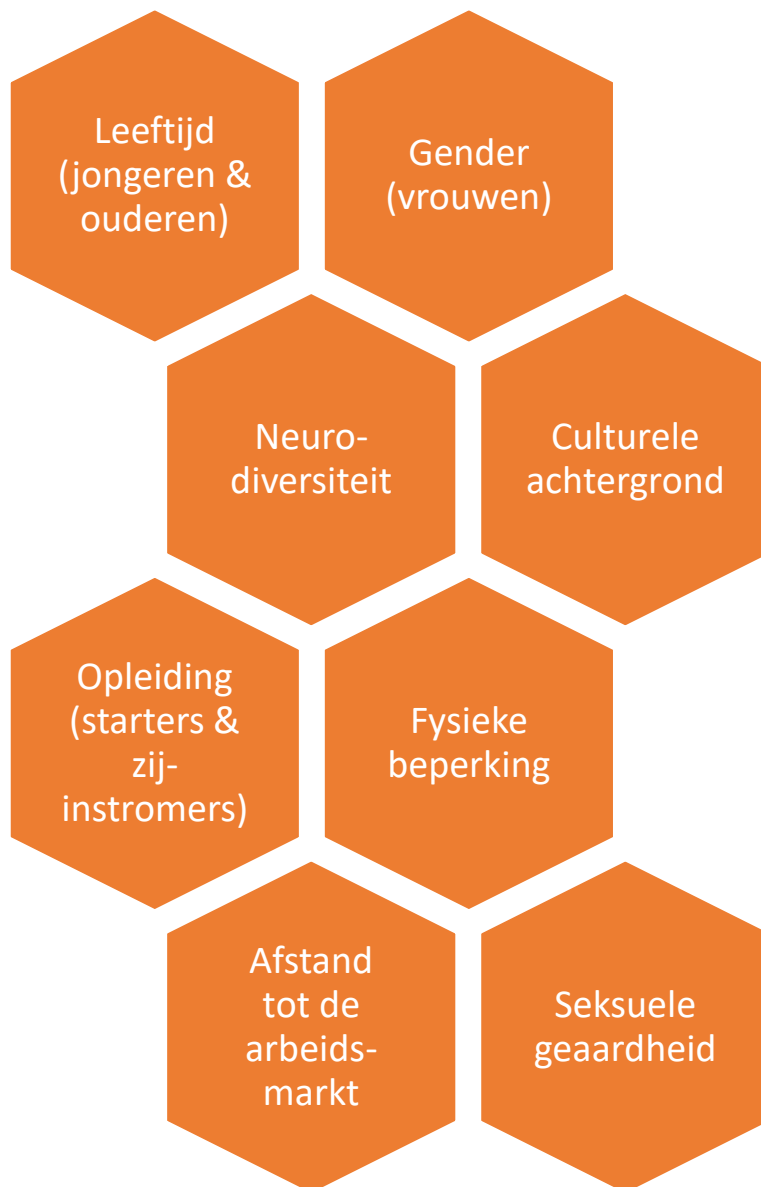 Leeftijd
(jongeren &
ouderen)
Gender
(vrouwen)
Neuro-
diversiteit
Culturele
achtergrond
Opleiding
(starters &
zij-
instromers)
Fysieke
beperking
Afstand
tot de
arbeids-
markt
Seksuele
geaardheid